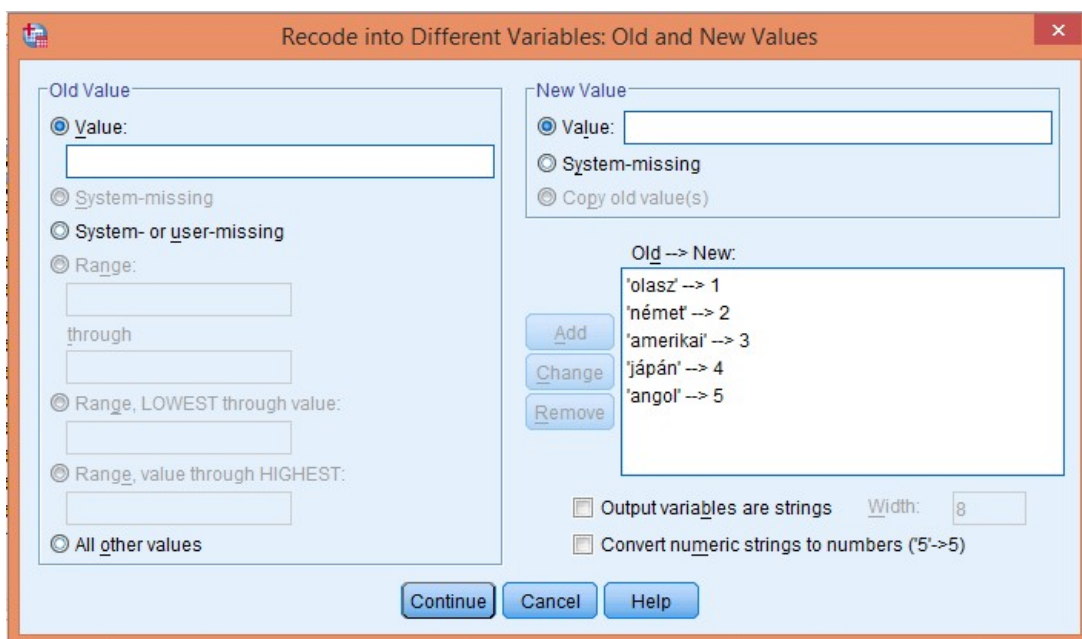 Recode into Different Variables: Old and New Values
Old Value
Value:
System-missing
System- or user-missing
Range:
through
Range, LOWEST through value:
Range, value through HIGHEST:
All other values
New Value
Value:
System-missing
Copy old value(s)
Old --> New:
'olasz' --> 1
'német' --> 2
'amerikai' --> 3
'jápán' --> 4
'angol' --> 5
Add
Change
Remove
Output variables are strings Width: 8
Convert numeric strings to numbers ('5'->5)
Continue Cancel Help